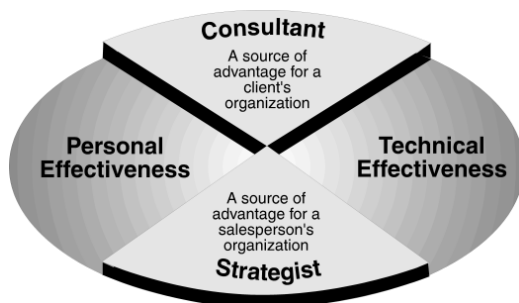 Consultant
A source of
advantage for a
client's
organization
Personal
Effectiveness
Technical
Effectiveness
A source of
advantage for a
salesperson's
organization
Strategist